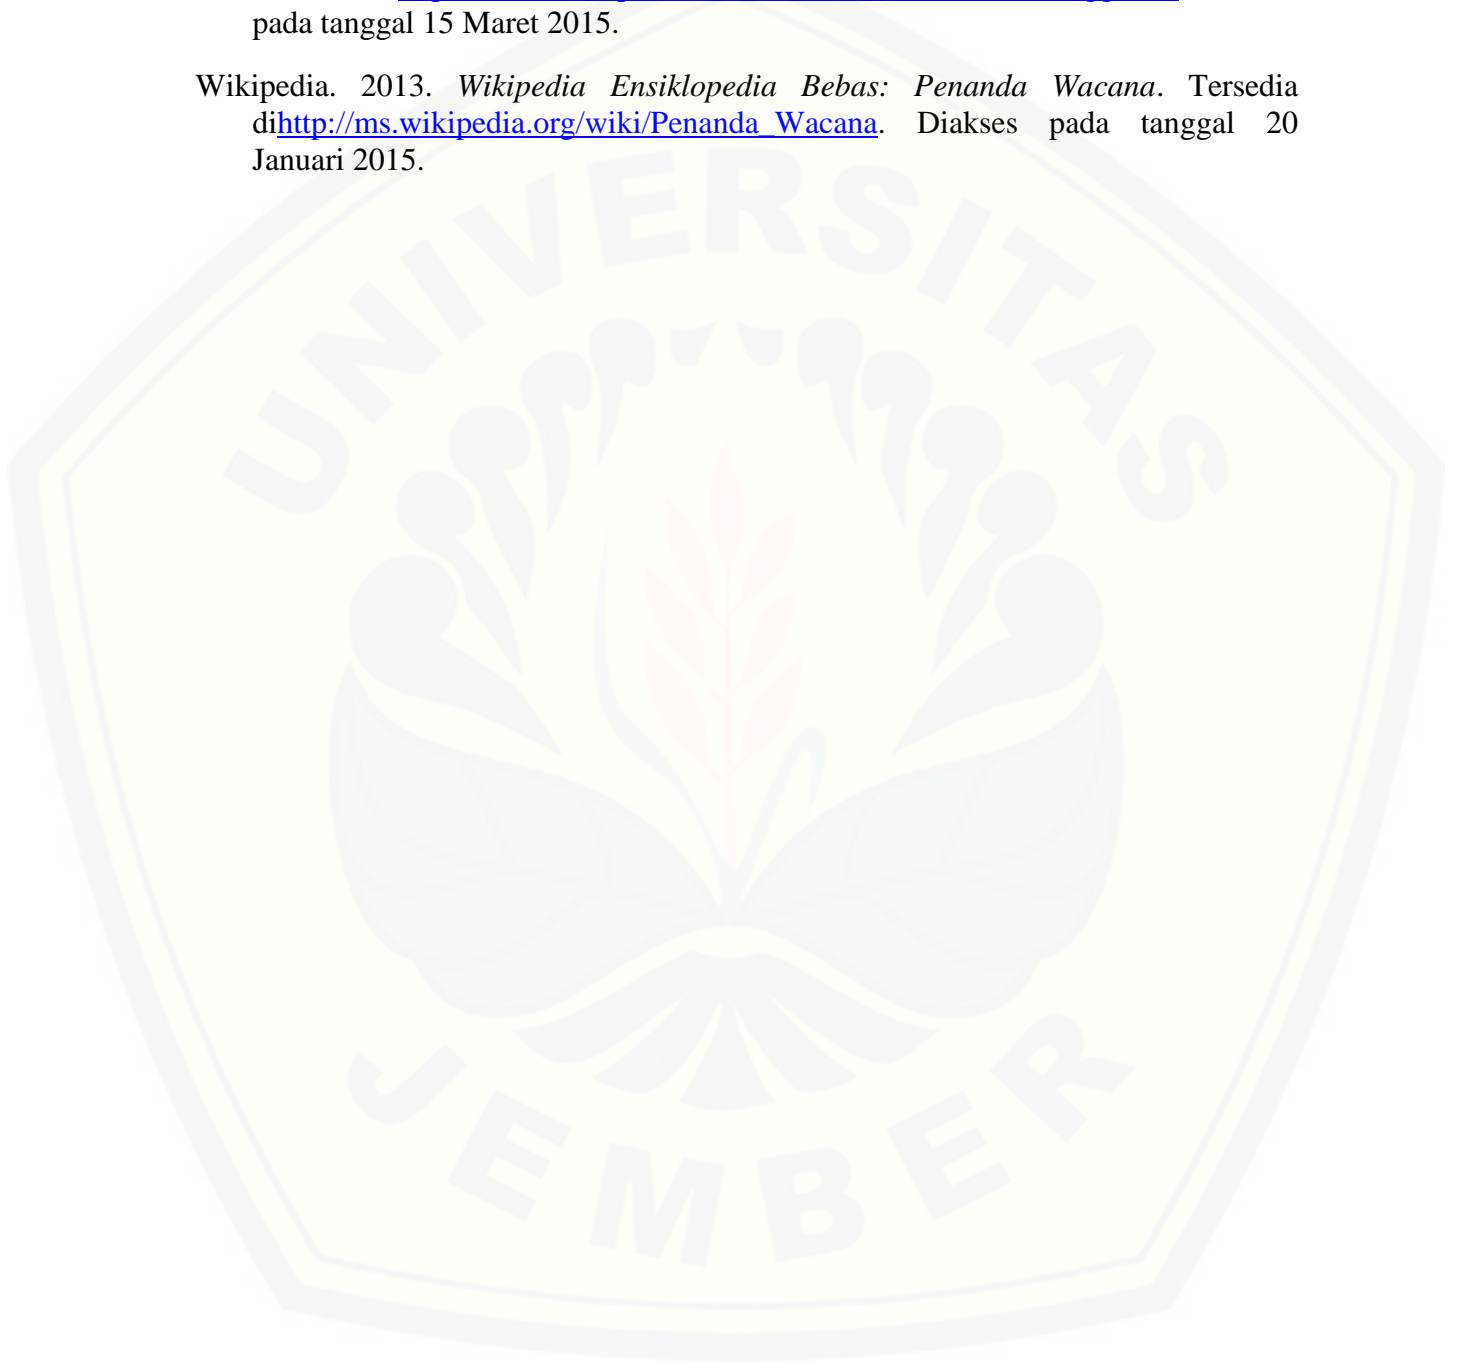 pada tanggal 15 Maret 2015.
Wikipedia. 2013. Wikipedia Ensiklopedia Bebas: Penanda Wacana. Tersedia
dihttp://ms.wikipedia.org/wiki/Penanda_Wacana. Diakses pada tanggal 20
Januari 2015.
UNIVERSITAS
JEMBER